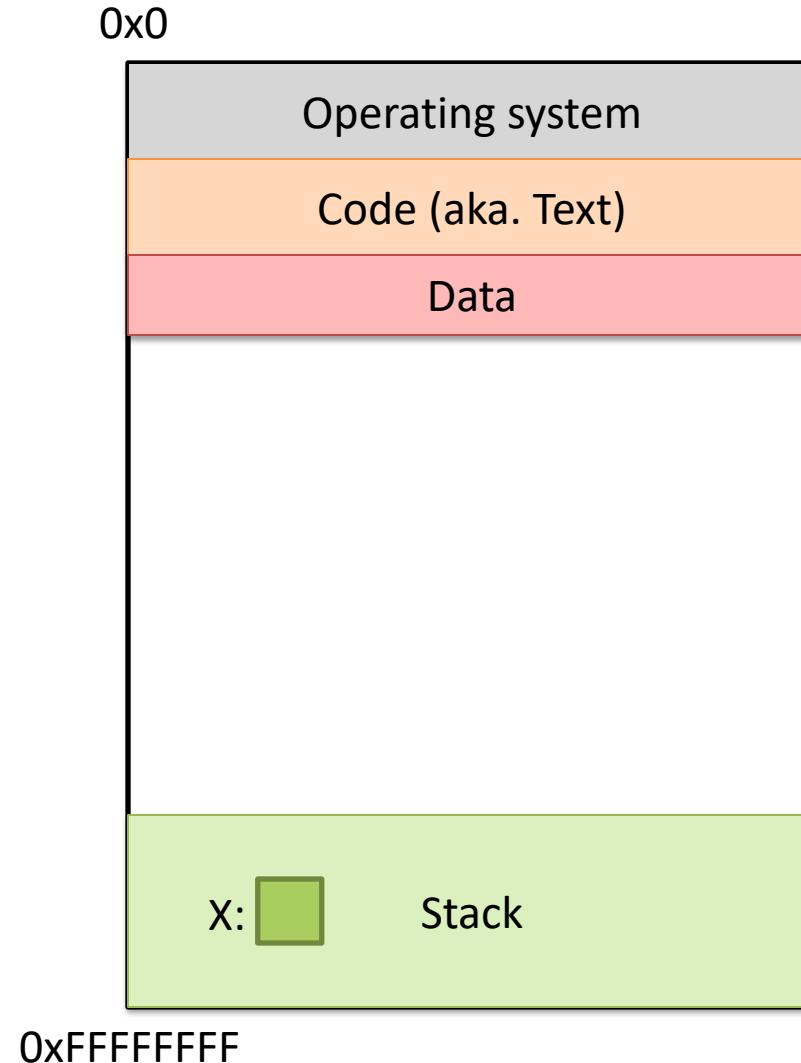 0x0
Operating system
Code (aka. Text)
Data
X: Stack
0xFFFFFFFF